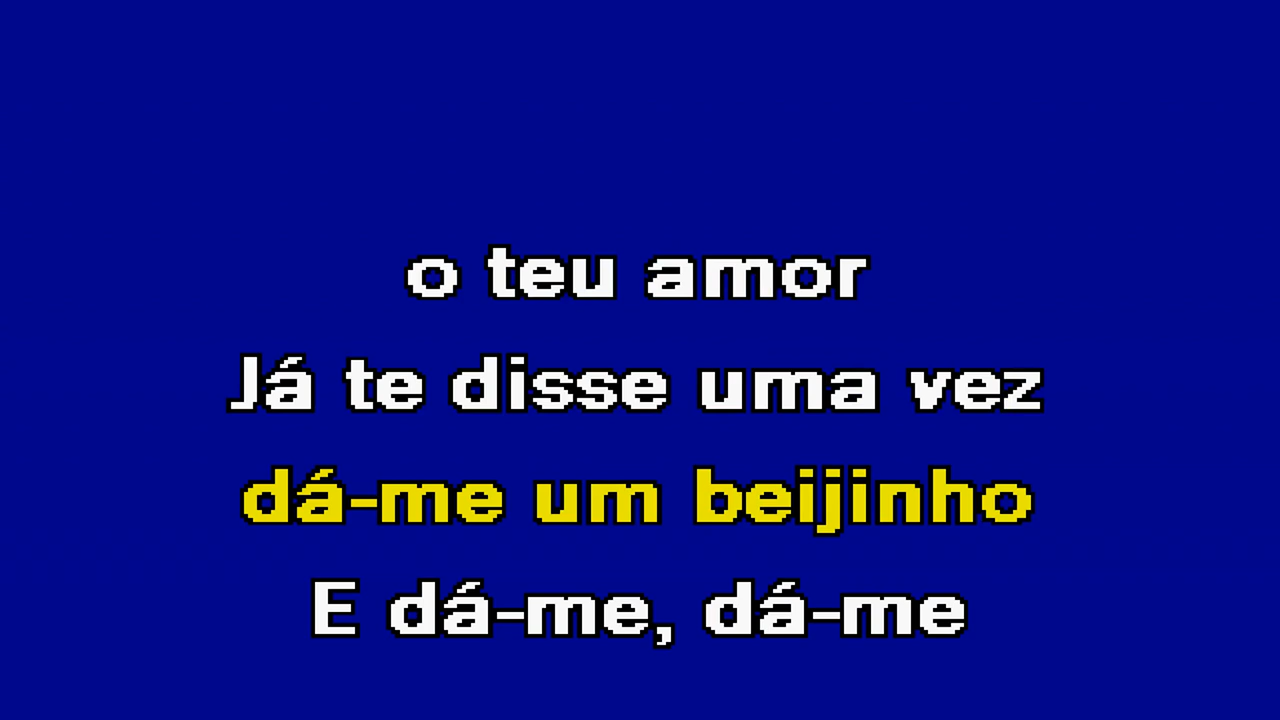 o teu amor
Já te disse uma vez
dá-me um beijinho
E dá-me, dá-me